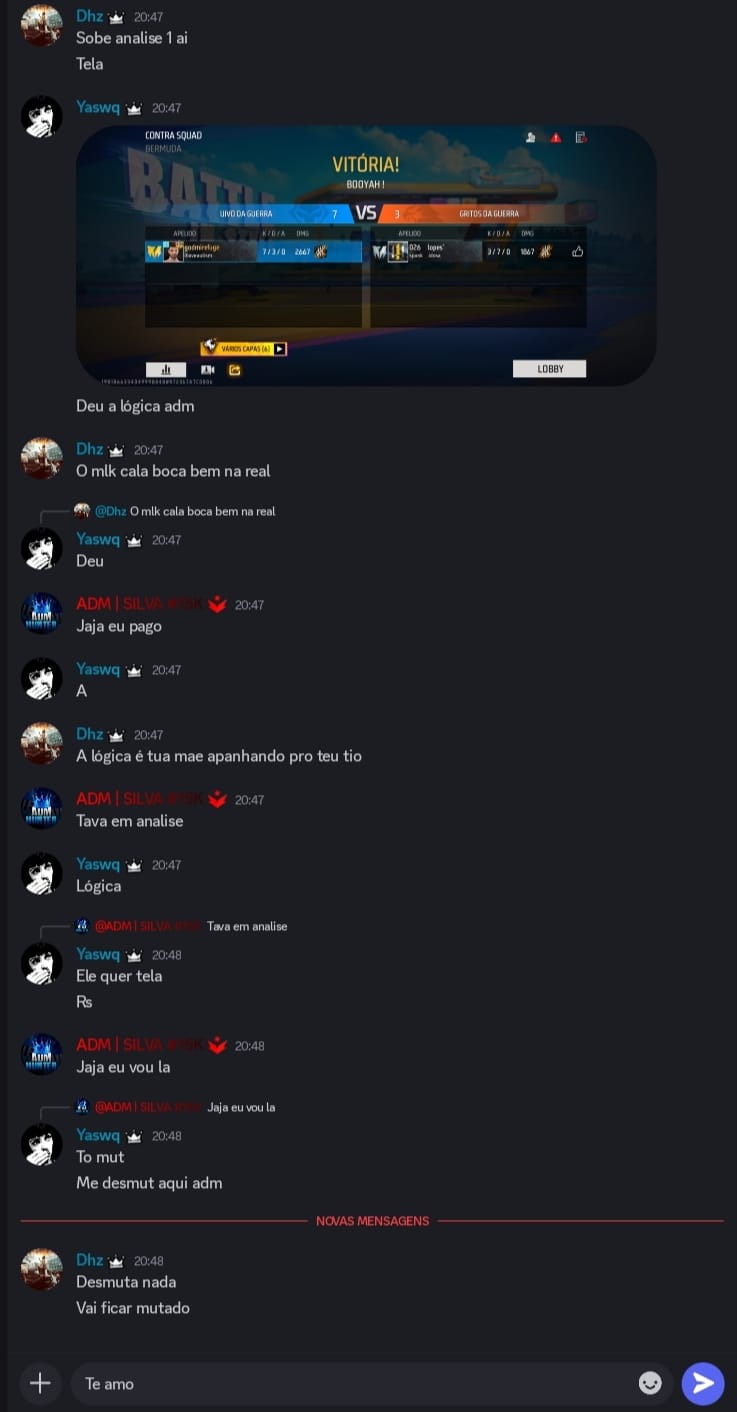 Dhz 20:47
Sobe analise 1 ai
Tela
Yaswq 20:47
CONTRA SQUAD
BERMUDA
VITÓRIA!
BOOYAH!
UIVO DA GUERRA 7 VS 3 GRITOS DA GUERRA
APELIDO K / D / A DMG APELIDO K / D / A DMG
7 / 3 / 0 2667 026 lopes' 3 / 7 / 0 1867
VÁRIOS CAPAS (6)
LOBBY
Deu a lógica adm
Dhz 20:47
O mlk cala boca bem na real
@Dhz O mlk cala boca bem na real
Yaswq 20:47
Deu
ADM | SILVA 20:47
Jaja eu pago
Yaswq 20:47
A
Dhz 20:47
A lógica é tua mae apanhando pro teu tio
ADM | SILVA 20:47
Tava em analise
Yaswq 20:47
Lógica
@ADM | SILVA Tava em analise
Yaswq 20:48
Ele quer tela
Rs
ADM | SILVA 20:48
Jaja eu vou la
@ADM | SILVA Jaja eu vou la
Yaswq 20:48
To mut
Me desmut aqui adm
NOVAS MENSAGENS
Dhz 20:48
Desmuta nada
Vai ficar mutado
Te amo